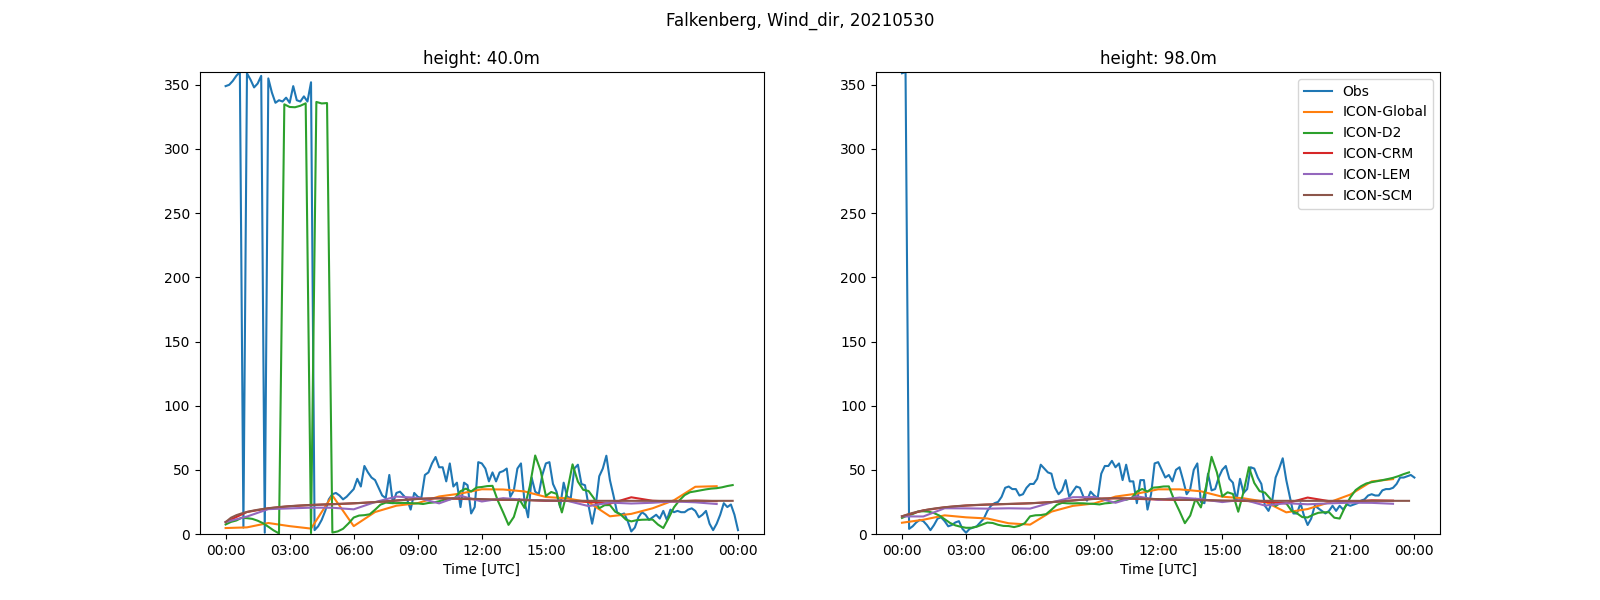 Falkenberg, Wind_dir, 20210530
height: 40.0m
350
300
250
200
150
100
50
0
00:00 03:00 06:00 09:00 12:00 15:00 18:00 21:00 00:00
Time [UTC]
height: 98.0m
350
300
250
200
150
100
50
0
00:00 03:00 06:00 09:00 12:00 15:00 18:00 21:00 00:00
Time [UTC]
Obs
ICON-Global
ICON-D2
ICON-CRM
ICON-LEM
ICON-SCM